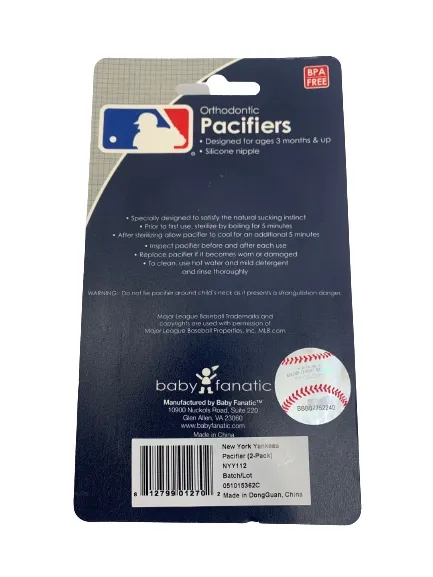 BPA
FREE
Orthodontic
Pacifiers
• Designed for ages 3 months & up
• Silicone nipple
• Specially designed to satisfy the natural sucking instinct
• Prior to first use, sterilize by boiling for 5 minutes
• After sterilizing allow pacifier to cool for an additional 5 minutes
• Inspect pacifier before and after each use
• Replace pacifier if it becomes worn or damaged
• To clean, use hot water and mild detergent
and rinse thoroughly
WARNING: Do not tie pacifier around child's neck as it presents a strangulation danger.
Major League Baseball Trademarks and
copyrights are used with permission of
Major League Baseball Properties, Inc. MLB.com
baby fanatic
Manufactured by Baby Fanatic™
10900 Nuckols Road, Suite 220
Glen Allen, VA 23060
www.babyfanatic.com
Made in China
New York Yankees
Pacifier (2-Pack)
NYY112
Batch/Lot
051015362C
Made in DongGuan, China
8 12799 01270 2